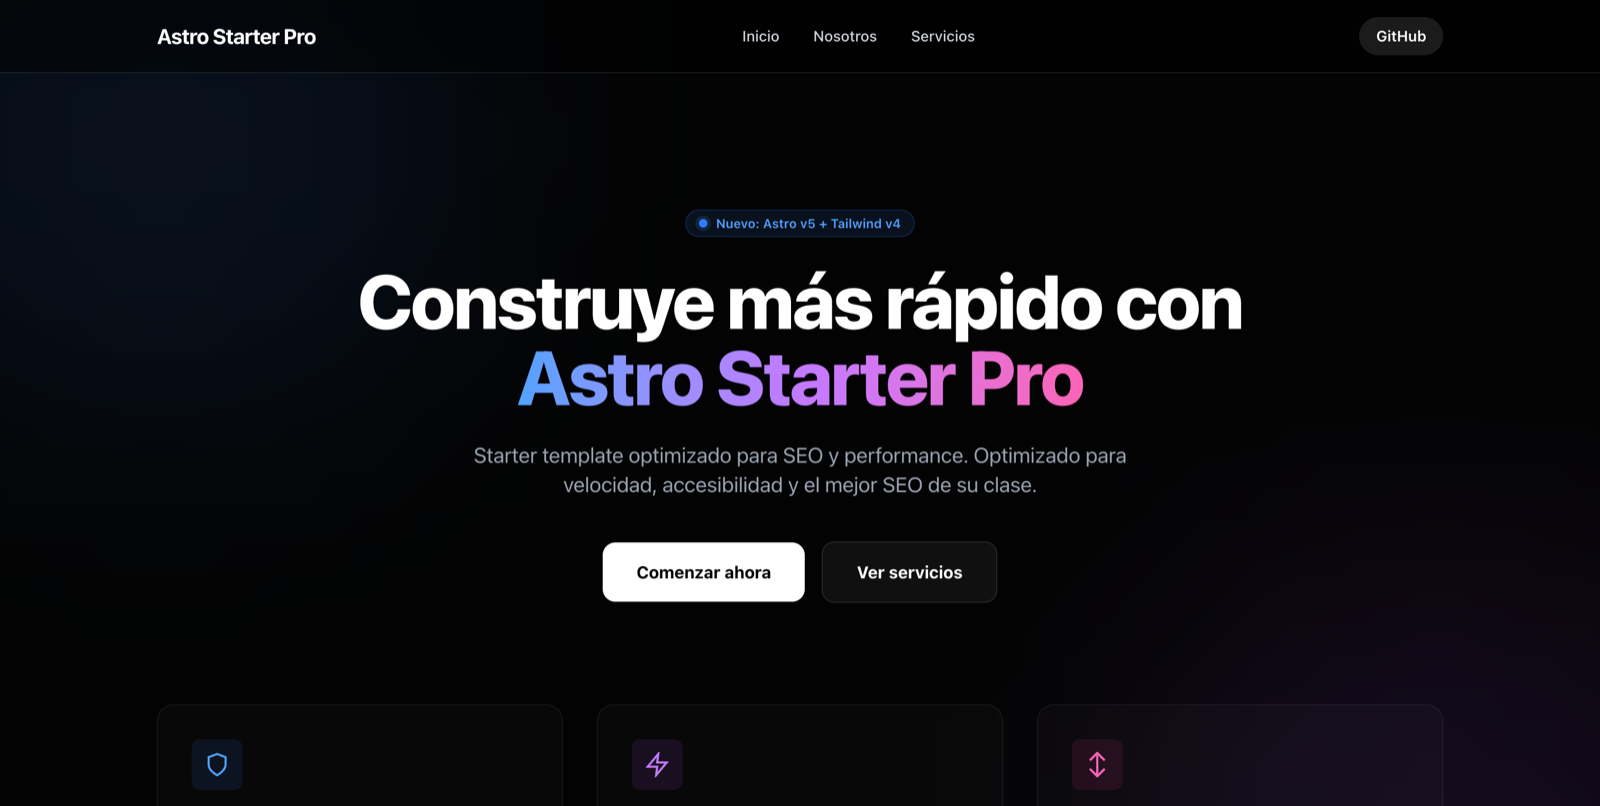 Astro Starter Pro
Inicio
Nosotros
Servicios
GitHub
Nuevo: Astro v5 + Tailwind v4
Construye más rápido con
Astro Starter Pro
Starter template optimizado para SEO y performance. Optimizado para
velocidad, accesibilidad y el mejor SEO de su clase.
Comenzar ahora
Ver servicios